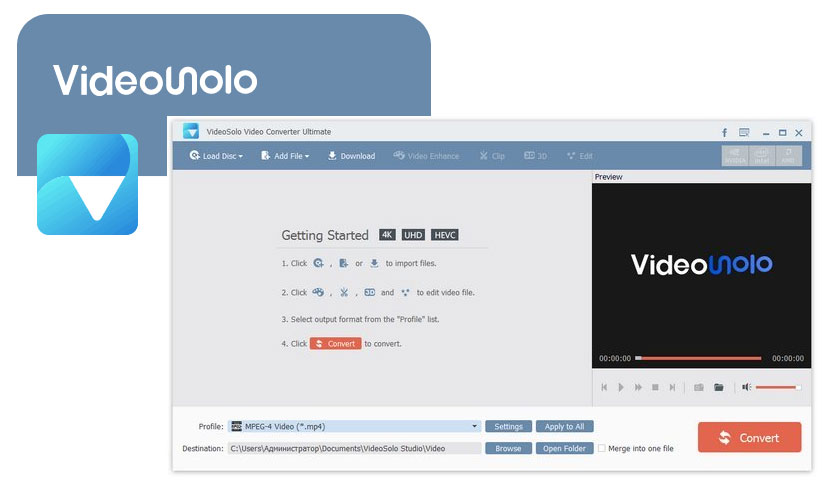 VideoSolo
VideoSolo Video Converter Ultimate
Load Disc Add File Download Video Enhance Clip 3D Edit NVIDIA intel AMD
Preview
Getting Started 4K UHD HEVC
1. Click , or to import files.
2. Click , , 3D and to edit video file.
3. Select output format from the "Profile" list.
4. Click Convert to convert.
VideoSolo
00:00:00 00:00:00
Profile: MPEG-4 Video (*.mp4) Settings Apply to All
Destination: C:\Users\Администратор\Documents\VideoSolo Studio\Video Browse Open Folder Merge into one file
Convert